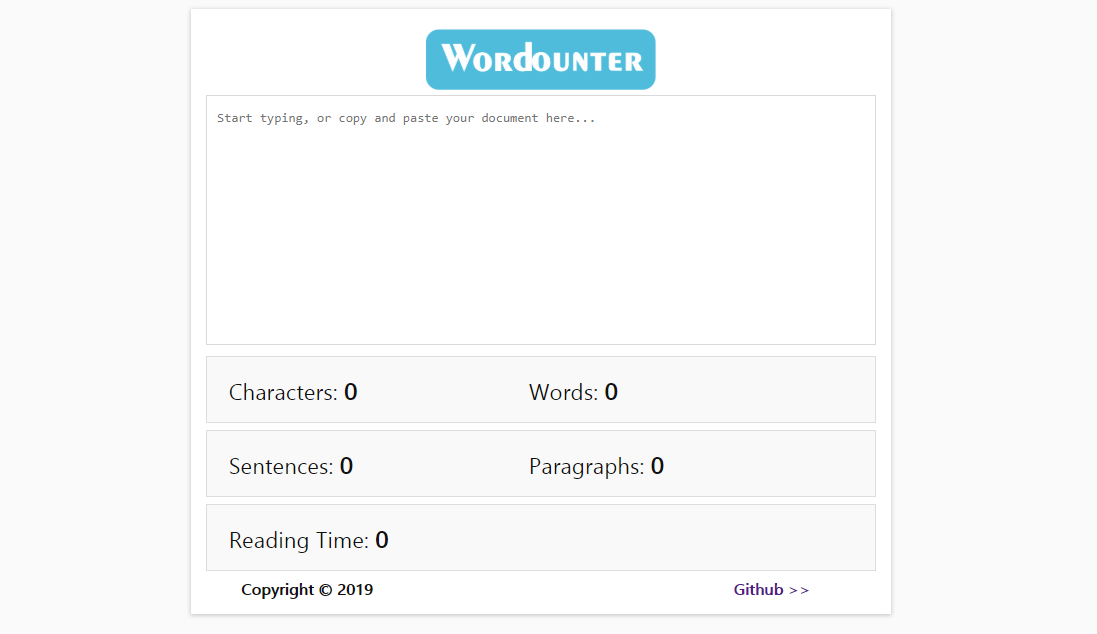 Wordounter
Start typing, or copy and paste your document here...
Characters: 0
Words: 0
Sentences: 0
Paragraphs: 0
Reading Time: 0
Copyright © 2019
Github >>